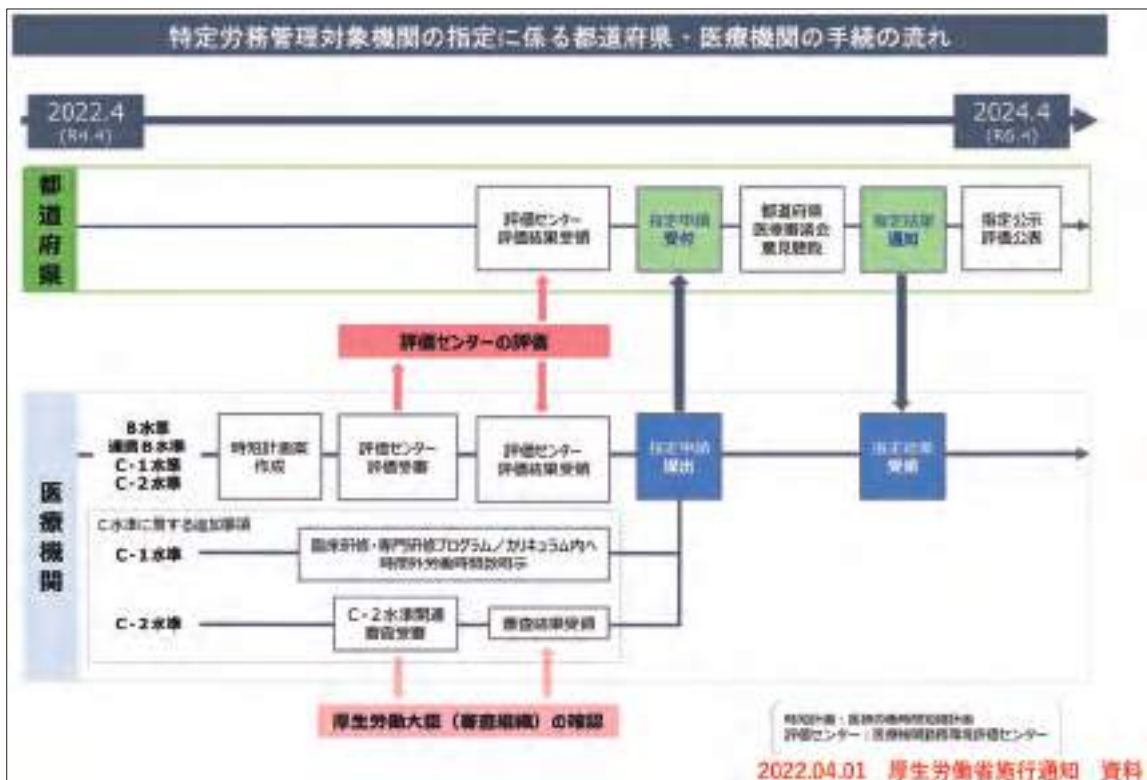 特定労務管理対象機関の指定に係る都道府県・医療機関の手続の流れ
2022.4
(R4.4)
2024.4
(R6.4)
都道府県
評価センター
評価結果受領
指定申請
受付
都道府県
医療審議会
意見聴取
指定結果
通知
指定公示
評価公表
評価センターの評価
医療機関
B水準
連携B水準
C-1水準
C-2水準
時短計画案
作成
評価センター
評価受審
評価センター
評価結果受領
指定申請
提出
指定結果
受領
C水準に関する追加事項
C-1水準
臨床研修・専門研修プログラム/カリキュラム内へ
時間外労働時間数明示
C-2水準
C-2水準関連
審査受審
審査結果受領
厚生労働大臣(審査組織)の確認
時短計画:医師労働時間短縮計画
評価センター:医療機関勤務環境評価センター
2022.04.01 厚生労働省施行通知 資料